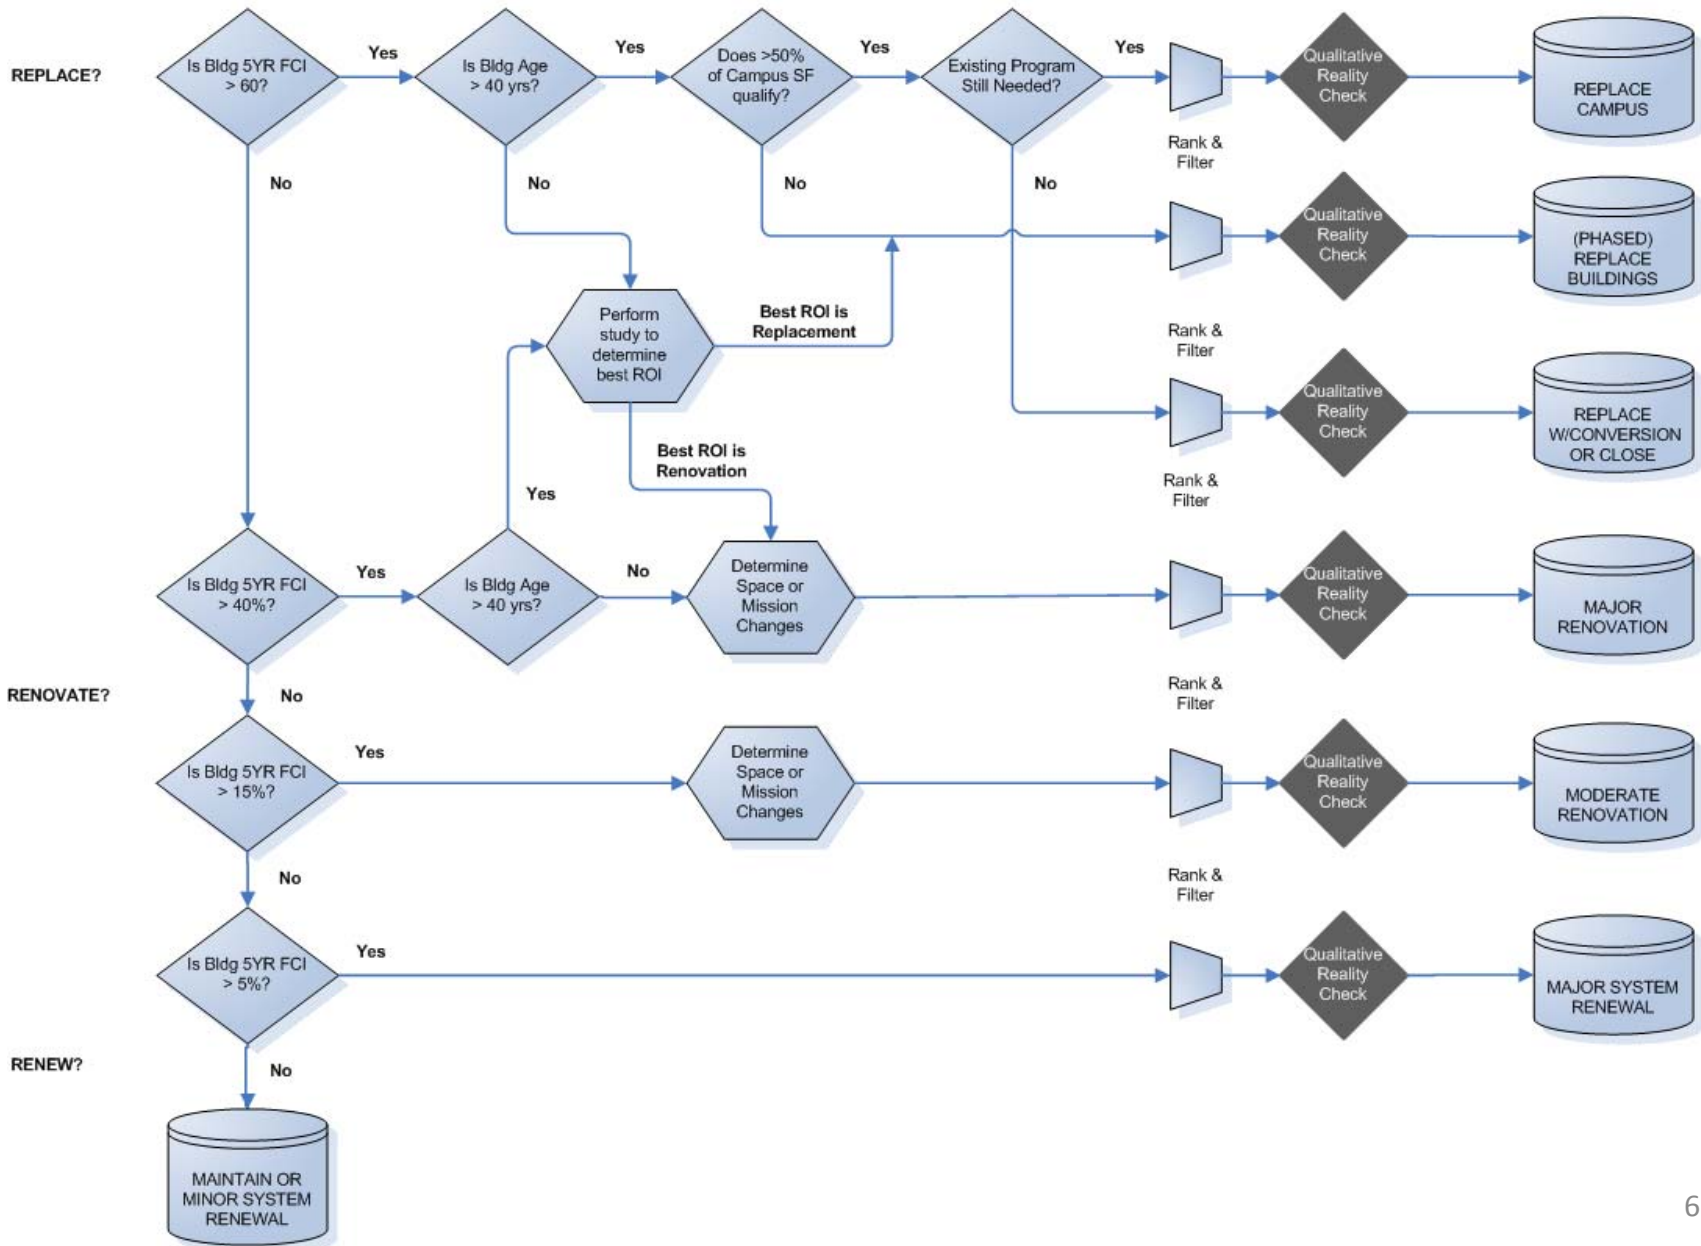 REPLACE?
Is Bldg 5YR FCI
> 60?
Yes
Is Bldg Age
> 40 yrs?
Yes
Does >50%
of Campus SF
qualify?
Yes
Existing Program
Still Needed?
Yes
Qualitative
Reality
Check
REPLACE
CAMPUS
Rank &
Filter
No
No
No
No
Qualitative
Reality
Check
(PHASED)
REPLACE
BUILDINGS
Perform
study to
determine
best ROI
Best ROI is
Replacement
Rank &
Filter
Qualitative
Reality
Check
REPLACE
W/CONVERSION
OR CLOSE
Best ROI is
Renovation
Rank &
Filter
Yes
Is Bldg 5YR FCI
> 40%?
Yes
Is Bldg Age
> 40 yrs?
No
Determine
Space or
Mission
Changes
Qualitative
Reality
Check
MAJOR
RENOVATION
RENOVATE?
No
Rank &
Filter
Is Bldg 5YR FCI
> 15%?
Yes
Determine
Space or
Mission
Changes
Qualitative
Reality
Check
MODERATE
RENOVATION
No
Rank &
Filter
Is Bldg 5YR FCI
> 5%?
Yes
Qualitative
Reality
Check
MAJOR SYSTEM
RENEWAL
RENEW?
No
MAINTAIN OR
MINOR SYSTEM
RENEWAL
6